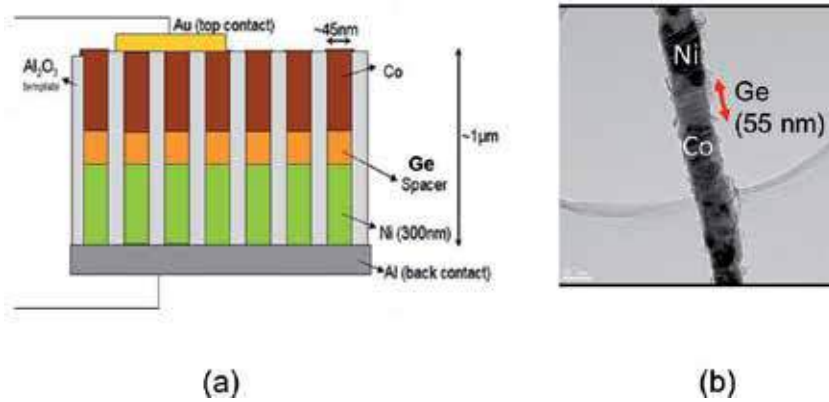 Au (top contact)
~45nm
Al₂O₃
template
Co
~1μm
Ge
Spacer
Ni (300nm)
Al (back contact)
(a)
(b)
Ni
Ge
(55 nm)
Co